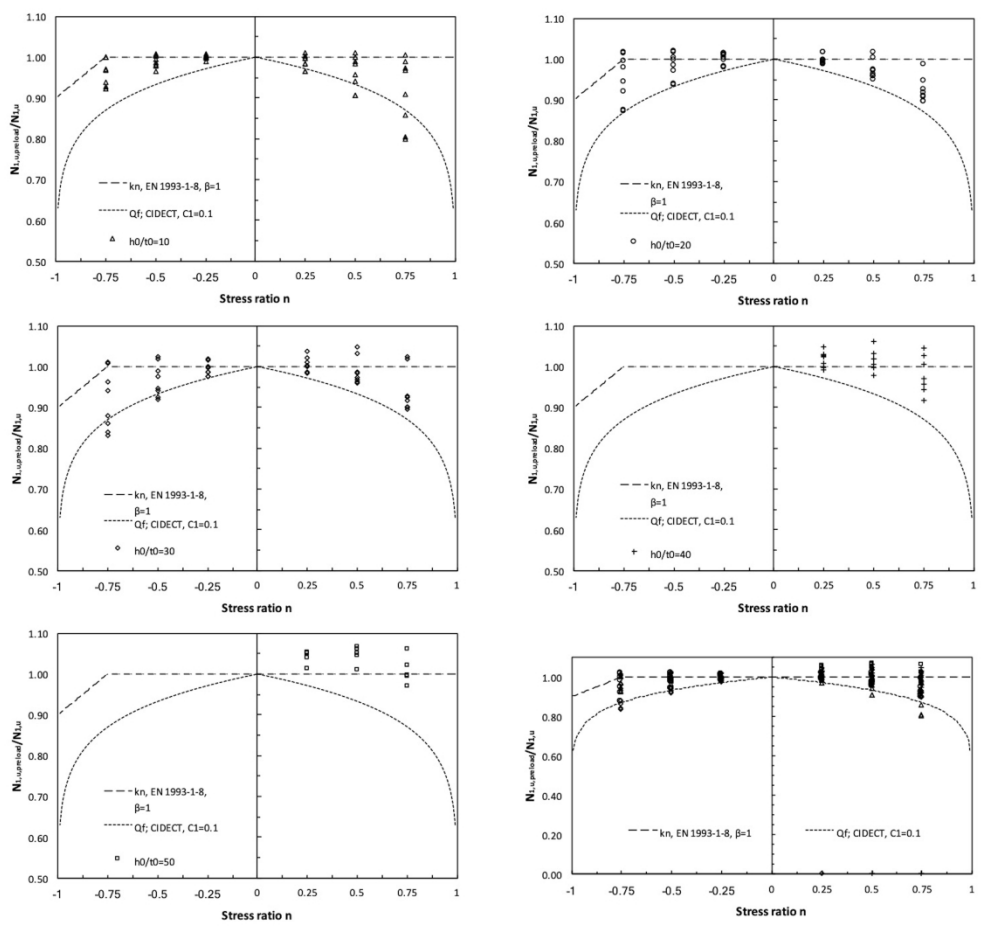 1.10
1.00
0.90
0.80
0.70
0.60
0.50
N1,u,preload/N1,u
kn, EN 1993-1-8, β=1
Qf; CIDECT, C1=0.1
h0/t0=10
-1 -0.75 -0.5 -0.25 0 0.25 0.5 0.75 1
Stress ratio n
1.10
1.00
0.90
0.80
0.70
0.60
0.50
N1,u,preload/N1,u
kn, EN 1993-1-8,
β=1
Qf; CIDECT, C1=0.1
h0/t0=20
-1 -0.75 -0.5 -0.25 0 0.25 0.5 0.75 1
Stress ratio n
1.10
1.00
0.90
0.80
0.70
0.60
0.50
N1,u,preload/N1,u
kn, EN 1993-1-8,
β=1
Qf; CIDECT, C1=0.1
h0/t0=30
-1 -0.75 -0.5 -0.25 0 0.25 0.5 0.75 1
Stress ratio n
1.10
1.00
0.90
0.80
0.70
0.60
0.50
N1,u,preload/N1,u
kn, EN 1993-1-8,
β=1
Qf; CIDECT, C1=0.1
h0/t0=40
-1 -0.75 -0.5 -0.25 0 0.25 0.5 0.75 1
Stress ratio n
1.10
1.00
0.90
0.80
0.70
0.60
0.50
N1,u,preload/N1,u
kn, EN 1993-1-8,
β=1
Qf; CIDECT, C1=0.1
h0/t0=50
-1 -0.75 -0.5 -0.25 0 0.25 0.5 0.75 1
Stress ratio n
1.00
0.80
0.60
0.40
0.20
0.00
N1,u,preload/N1,u
kn, EN 1993-1-8, β=1
Qf; CIDECT, C1=0.1
-1 -0.75 -0.5 -0.25 0 0.25 0.5 0.75 1
Stress ratio n